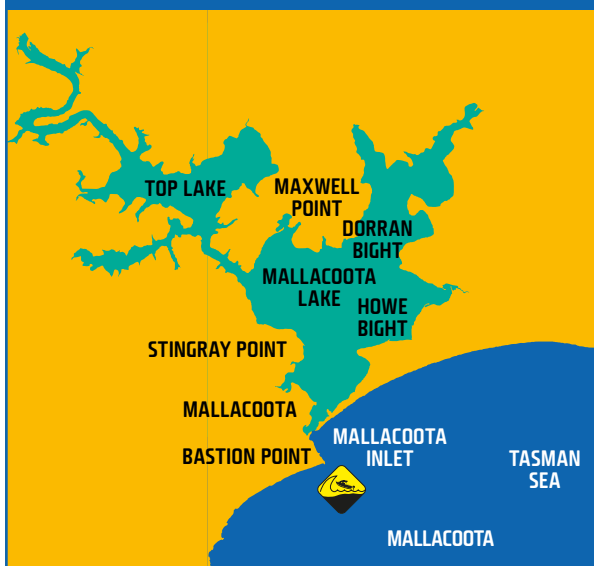 TOP LAKE
MAXWELL
POINT
DORRAN
BIGHT
MALLACOOTA
LAKE
HOWE
BIGHT
STINGRAY POINT
MALLACOOTA
BASTION POINT
MALLACOOTA
INLET
TASMAN
SEA
MALLACOOTA